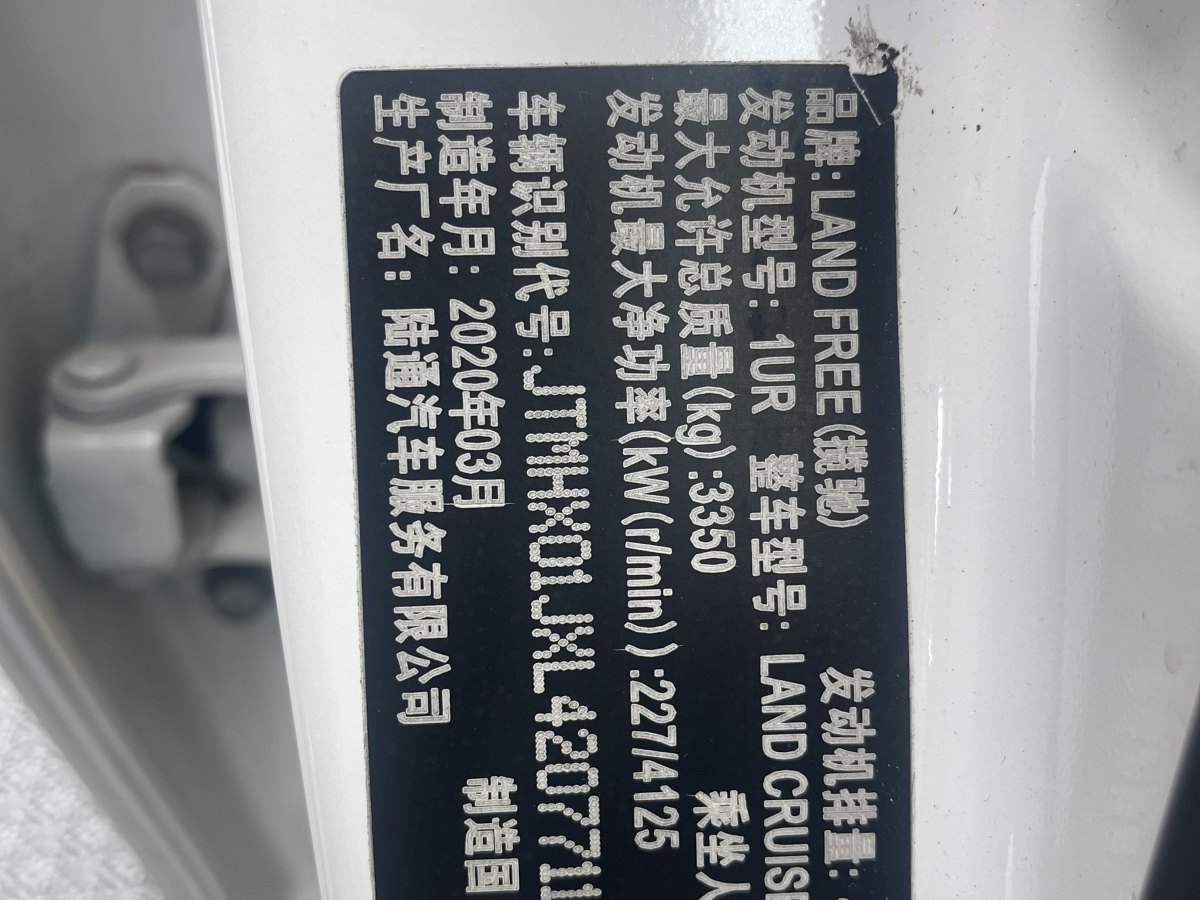 品牌: LAND FREE (揽驰) 发动机排量:
发动机型号: 1UR 整车型号: LAND CRUISE
最大允许总质量(kg):3350 乘坐人
发动机最大净功率(kW(r/min)):227/4125
车辆识别代号: JTMHX01JXL420771
制造年月: 2020年03月 制造国
生产厂名: 陆通汽车服务有限公司